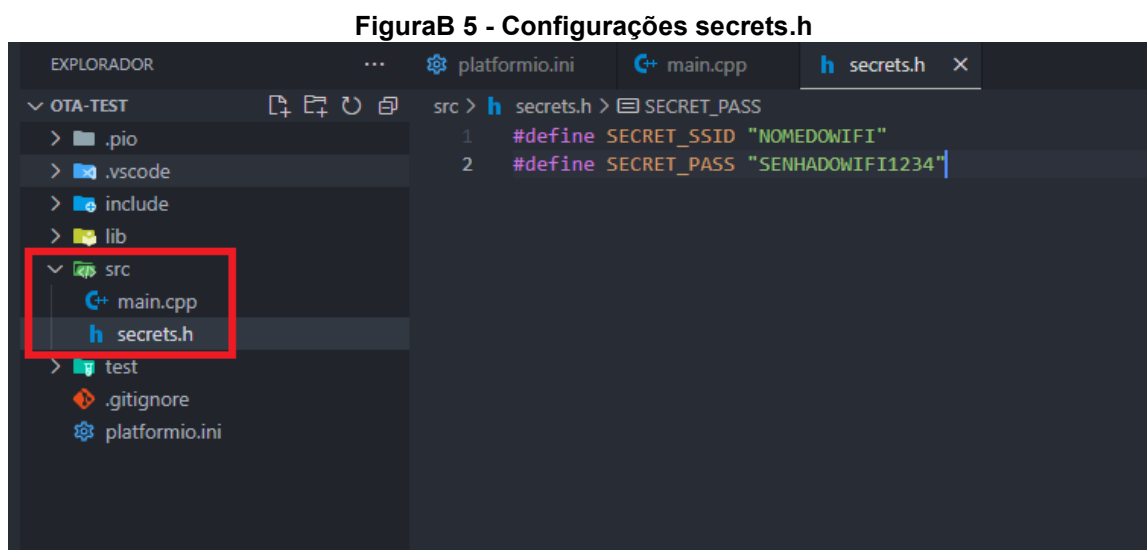 FiguraB 5 - Configurações secrets.h
EXPLORADOR ··· platformio.ini main.cpp h secrets.h ×
OTA-TEST src > h secrets.h > SECRET_PASS
.pio 1 #define SECRET_SSID "NOMEDOWIFI"
.vscode 2 #define SECRET_PASS "SENHADOWIFI1234"
include
lib
src
main.cpp
h secrets.h
test
.gitignore
platformio.ini